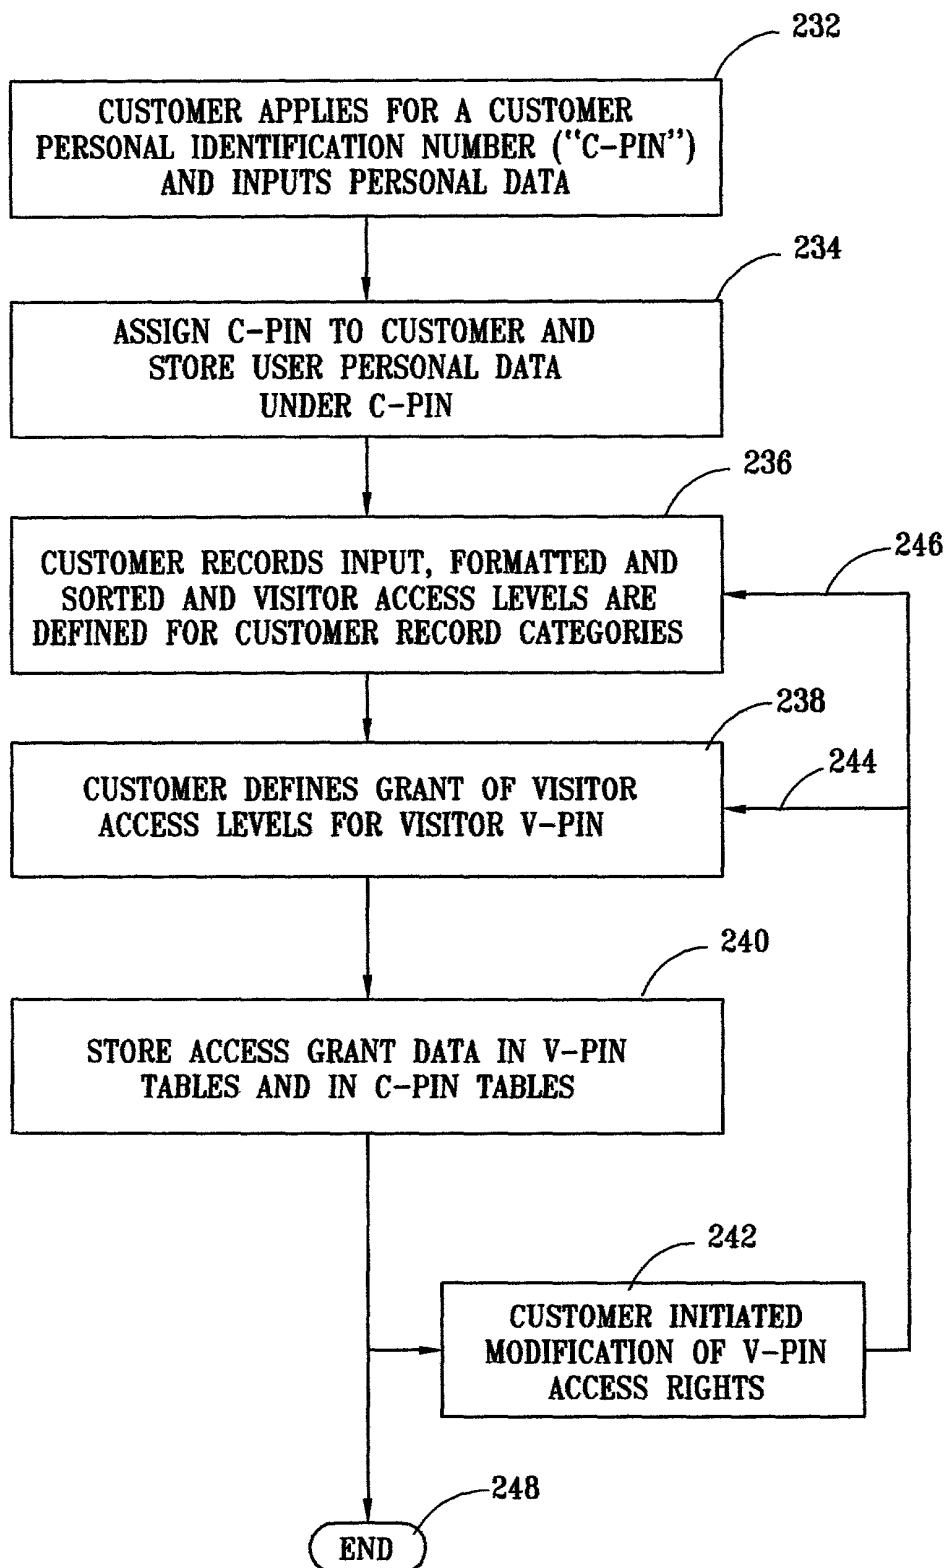 232
CUSTOMER APPLIES FOR A CUSTOMER
PERSONAL IDENTIFICATION NUMBER ("C-PIN")
AND INPUTS PERSONAL DATA
234
ASSIGN C-PIN TO CUSTOMER AND
STORE USER PERSONAL DATA
UNDER C-PIN
236
CUSTOMER RECORDS INPUT, FORMATTED AND
SORTED AND VISITOR ACCESS LEVELS ARE
DEFINED FOR CUSTOMER RECORD CATEGORIES
246
238
CUSTOMER DEFINES GRANT OF VISITOR
ACCESS LEVELS FOR VISITOR V-PIN
244
240
STORE ACCESS GRANT DATA IN V-PIN
TABLES AND IN C-PIN TABLES
242
CUSTOMER INITIATED
MODIFICATION OF V-PIN
ACCESS RIGHTS
248
END